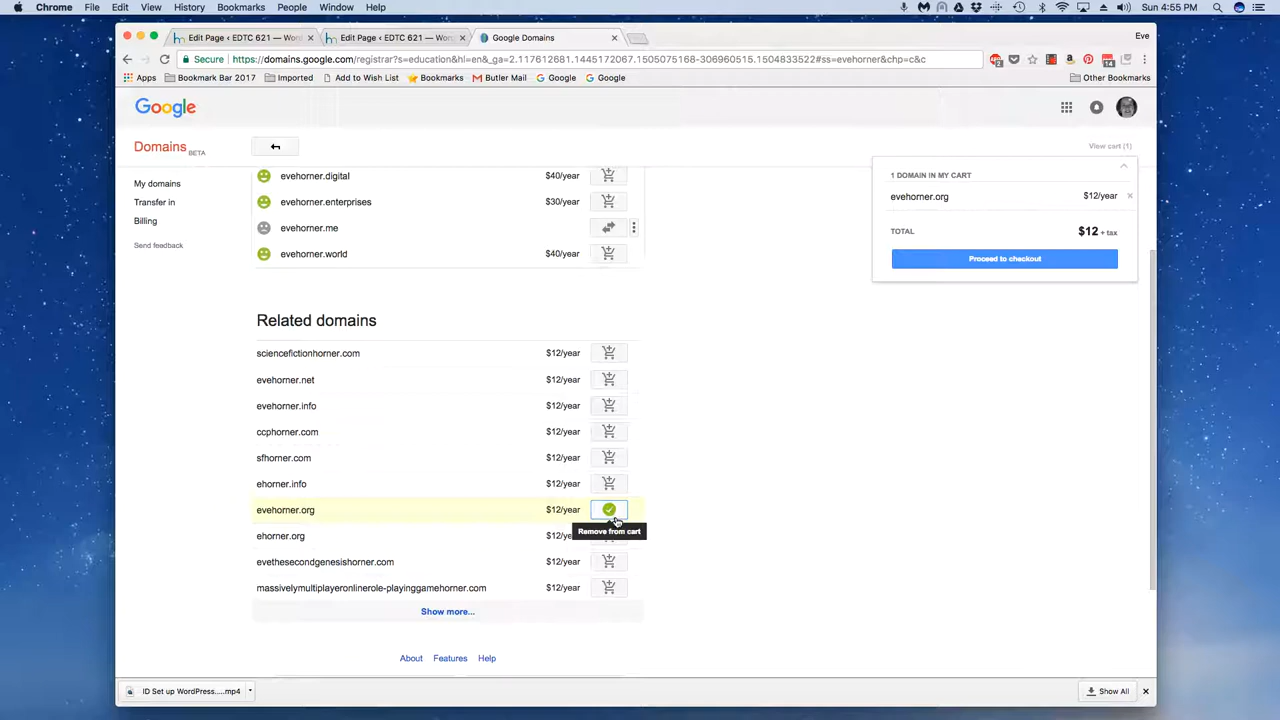 Chrome File Edit View History Bookmarks People Window Help 4:55 PM
Edit Page ‹ EDTC 621 — Wor Edit Page ‹ EDTC 621 — WordP Google Domains Eve
Secure https://domains.google.com/registrar?s=education&hl=en&_ga=2.117612681.1445172067.1505075168-306960515.1504833522#ss=evehorner&chp=c&c
Apps Bookmark Bar 2017 Imported Add to Wish List Bookmarks Butler Mail Google Google Other Bookmarks
Google
Domains BETA
View cart (1)
My domains
Transfer in
Billing
Send feedback
evehorner.digital $40/year
evehorner.enterprises $30/year
evehorner.me
evehorner.world $40/year
1 DOMAIN IN MY CART
evehorner.org $12/year
TOTAL $12 + tax
Proceed to checkout
Related domains
sciencefictionhorner.com $12/year
evehorner.net $12/year
evehorner.info $12/year
ccphorner.com $12/year
sfhorner.com $12/year
ehorner.info $12/year
evehorner.org $12/year
Remove from cart
ehorner.org $12/ye
evethesecondgenesishorner.com $12/year
massivelymultiplayeronlinerole-playinggamehorner.com $12/year
Show more...
About Features Help
ID Set up WordPress.....mp4 Show All